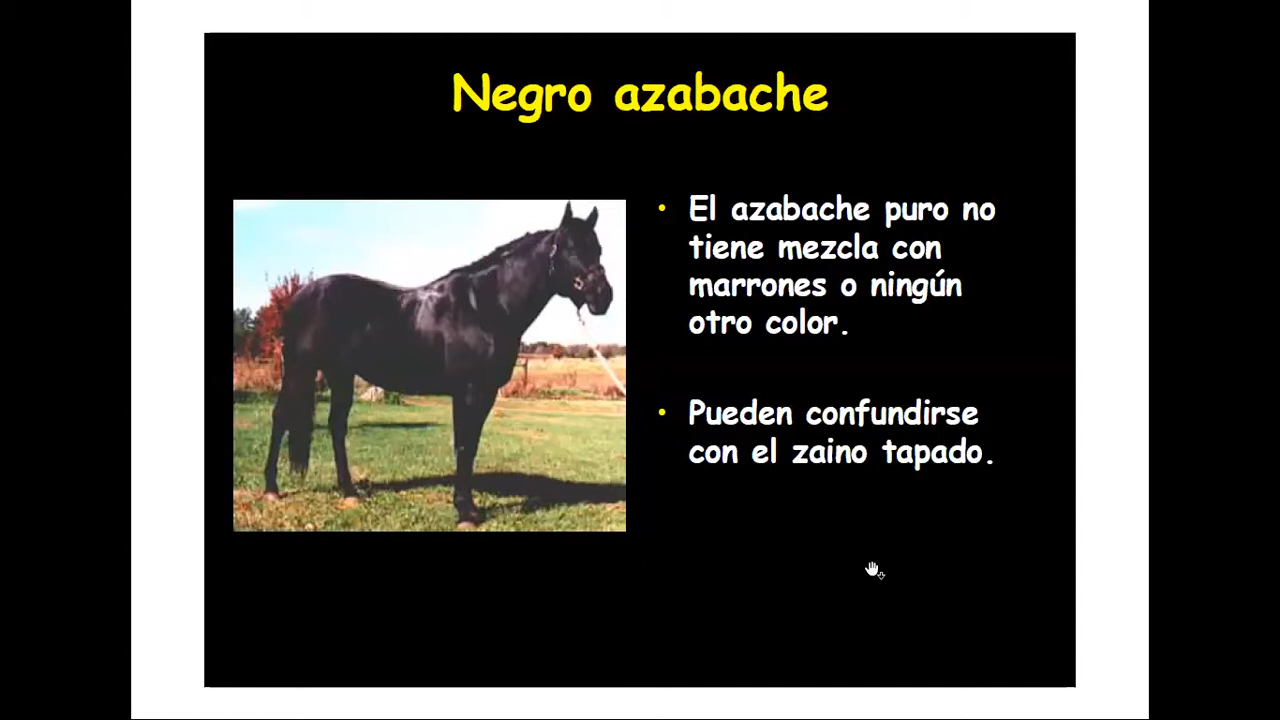 Negro azabache
• El azabache puro no
tiene mezcla con
marrones o ningún
otro color.
• Pueden confundirse
con el zaino tapado.